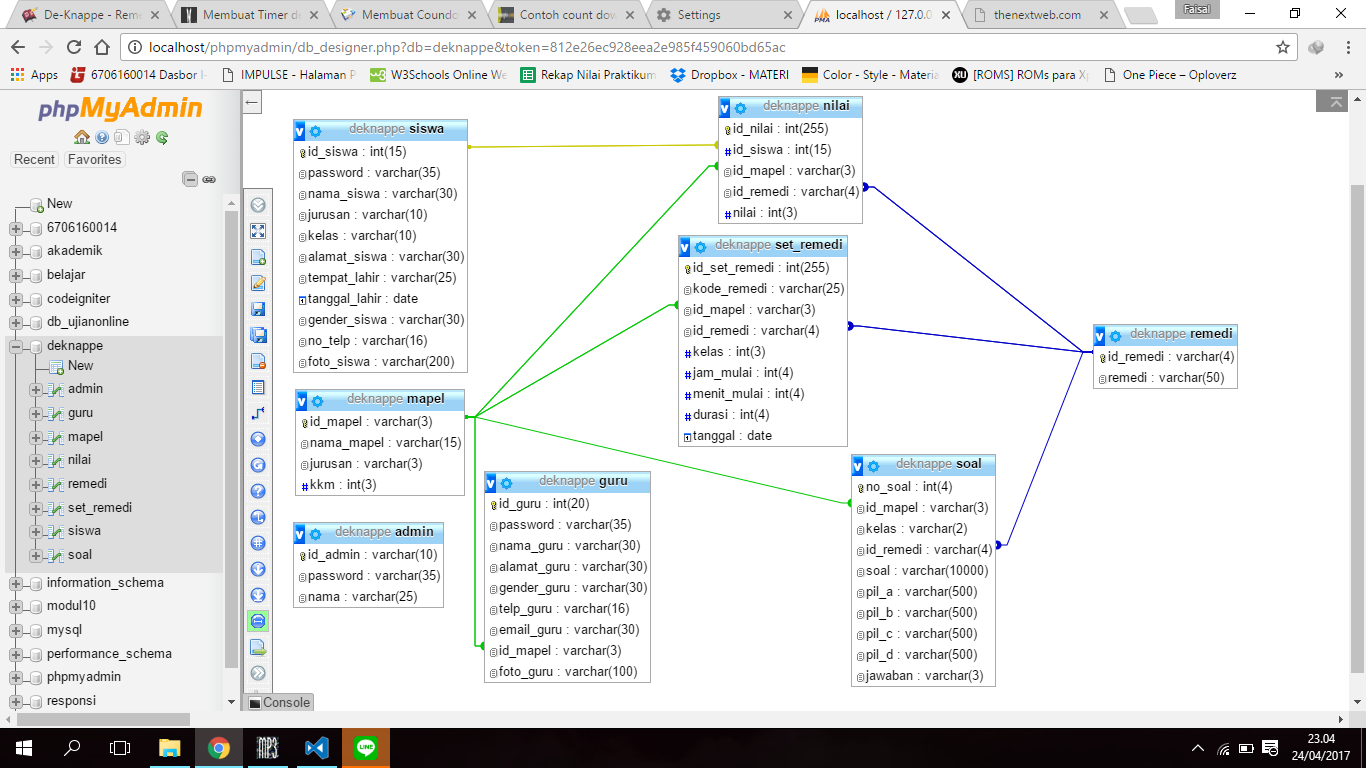 De-Knappe - Reme
Membuat Timer de
Membuat Countdo
Contoh count dow
Settings
localhost / 127.0.0
thenextweb.com
Faisal
localhost/phpmyadmin/db_designer.php?db=deknappe&token=812e26ec928eea2e985f459060bd65ac
Apps
6706160014 Dasbor I-
IMPULSE - Halaman P
W3Schools Online We
Rekap Nilai Praktikum
Dropbox - MATERI
Color - Style - Materia
[ROMS] ROMs para Xp
One Piece – Oploverz
»
phpMyAdmin
Recent
Favorites
New
6706160014
akademik
belajar
codeigniter
db_ujianonline
deknappe
New
admin
guru
mapel
nilai
remedi
set_remedi
siswa
soal
information_schema
modul10
mysql
performance_schema
phpmyadmin
responsi
deknappe siswa
id_siswa : int(15)
password : varchar(35)
nama_siswa : varchar(30)
jurusan : varchar(10)
kelas : varchar(10)
alamat_siswa : varchar(30)
tempat_lahir : varchar(25)
tanggal_lahir : date
gender_siswa : varchar(30)
no_telp : varchar(16)
foto_siswa : varchar(200)
deknappe mapel
id_mapel : varchar(3)
nama_mapel : varchar(15)
jurusan : varchar(3)
kkm : int(3)
deknappe admin
id_admin : varchar(10)
password : varchar(35)
nama : varchar(25)
deknappe guru
id_guru : int(20)
password : varchar(35)
nama_guru : varchar(30)
alamat_guru : varchar(30)
gender_guru : varchar(30)
telp_guru : varchar(16)
email_guru : varchar(30)
id_mapel : varchar(3)
foto_guru : varchar(100)
deknappe nilai
id_nilai : int(255)
id_siswa : int(15)
id_mapel : varchar(3)
id_remedi : varchar(4)
nilai : int(3)
deknappe set_remedi
id_set_remedi : int(255)
kode_remedi : varchar(25)
id_mapel : varchar(3)
id_remedi : varchar(4)
kelas : int(3)
jam_mulai : int(4)
menit_mulai : int(4)
durasi : int(4)
tanggal : date
deknappe remedi
id_remedi : varchar(4)
remedi : varchar(50)
deknappe soal
no_soal : int(4)
id_mapel : varchar(3)
kelas : varchar(2)
id_remedi : varchar(4)
soal : varchar(10000)
pil_a : varchar(500)
pil_b : varchar(500)
pil_c : varchar(500)
pil_d : varchar(500)
jawaban : varchar(3)
Console
MP3
LINE
23.04
24/04/2017